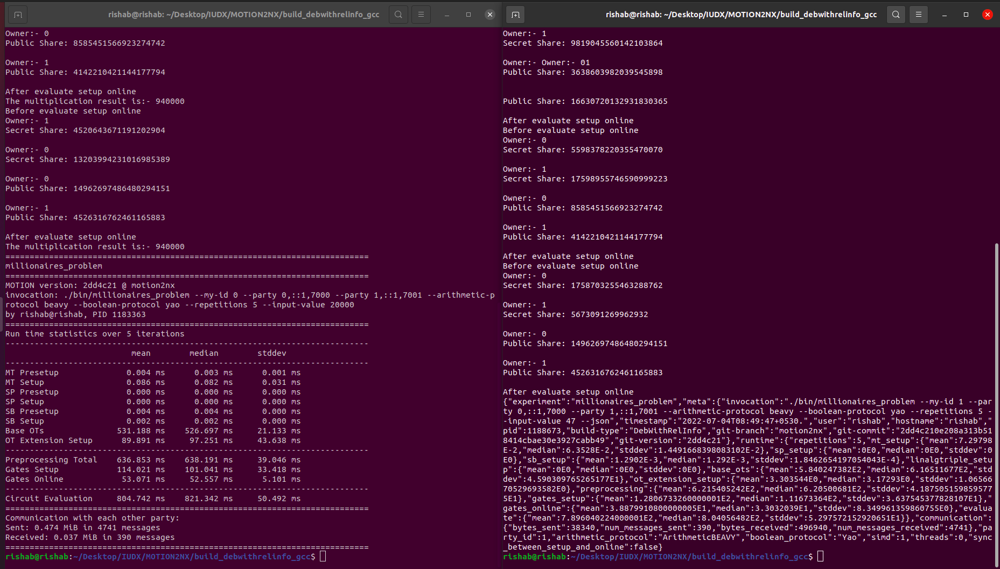 rishab@rishab: ~/Desktop/IUDX/MOTION2NX/build_debwithrelinfo_gcc
Owner:- 0
Public Share: 8585451566923274742
Owner:- 1
Public Share: 4142210421144177794
After evaluate setup online
The multiplication result is:- 940000
Before evaluate setup online
Owner:- 1
Secret Share: 4520643671191202904
Owner:- 0
Secret Share: 13203994231016985389
Owner:- 0
Public Share: 14962697486480294151
Owner:- 1
Public Share: 4526316762461165883
After evaluate setup online
The multiplication result is:- 940000
===========================================================================
millionaires_problem
===========================================================================
MOTION version: 2dd4c21 @ motion2nx
invocation: ./bin/millionaires_problem --my-id 0 --party 0,::1,7000 --party 1,::1,7001 --arithmetic-p
rotocol beavy --boolean-protocol yao --repetitions 5 --input-value 20000
by rishab@rishab, PID 1183363
===========================================================================
Run time statistics over 5 iterations
---------------------------------------------------------------------------
                          mean        median        stddev
---------------------------------------------------------------------------
MT Presetup              0.004 ms      0.003 ms      0.001 ms
MT Setup                 0.086 ms      0.082 ms      0.031 ms
SP Presetup              0.000 ms      0.000 ms      0.000 ms
SP Setup                 0.000 ms      0.000 ms      0.000 ms
SB Presetup              0.004 ms      0.004 ms      0.000 ms
SB Setup                 0.002 ms      0.002 ms      0.000 ms
Base OTs               531.188 ms    526.697 ms     21.133 ms
OT Extension Setup      89.891 ms     97.251 ms     43.638 ms
---------------------------------------------------------------------------
Preprocessing Total    636.853 ms    638.191 ms     39.046 ms
Gates Setup            114.021 ms    101.041 ms     33.418 ms
Gates Online            53.071 ms     52.557 ms      5.101 ms
---------------------------------------------------------------------------
Circuit Evaluation     804.742 ms    821.342 ms     50.492 ms
===========================================================================
Communication with each other party:
Sent: 0.474 MiB in 4741 messages
Received: 0.037 MiB in 390 messages
===========================================================================
rishab@rishab:~/Desktop/IUDX/MOTION2NX/build_debwithrelinfo_gcc$
rishab@rishab: ~/Desktop/IUDX/MOTION2NX/build_debwithrelinfo_gcc
Owner:- 1
Secret Share: 9819045560142103864
Owner:- Owner:- 01
Public Share: 3638603982039545898
Public Share: 16630720132931830365
After evaluate setup online
Before evaluate setup online
Owner:- 0
Secret Share: 5598378220355470070
Owner:- 1
Secret Share: 17598955746590999223
Owner:- 0
Public Share: 8585451566923274742
Owner:- 1
Public Share: 4142210421144177794
After evaluate setup online
Before evaluate setup online
Owner:- 0
Secret Share: 1758703255463288762
Owner:- 1
Secret Share: 5673091269962932
Owner:- 0
Public Share: 14962697486480294151
Owner:- 1
Public Share: 4526316762461165883
After evaluate setup online
{"experiment":"millionaires_problem","meta":{"invocation":"./bin/millionaires_problem --my-id 1 --par
ty 0,::1,7000 --party 1,::1,7001 --arithmetic-protocol beavy --boolean-protocol yao --repetitions 5 -
-input-value 47 --json","timestamp":"2022-07-04T08:49:47+0530.","user":"rishab","hostname":"rishab","
pid":1188673,"build-type":"DebWithRelInfo","git-branch":"motion2nx","git-commit":"2dd4c210e208a313b51
8414cbae30e3927cabb49","git-version":"2dd4c21"},"runtime":{"repetitions":5,"mt_setup":{"mean":7.29798
E-2,"median":6.3528E-2,"stddev":1.4491668398083102E-2},"sp_setup":{"mean":0E0,"median":0E0,"stddev":0
E0},"sb_setup":{"mean":1.2902E-3,"median":1.292E-3,"stddev":1.8462654197054043E-4},"linalgtriple_setu
p":{"mean":0E0,"median":0E0,"stddev":0E0},"base_ots":{"mean":5.840247382E2,"median":6.16511677E2,"std
dev":4.590309765265177E1},"ot_extension_setup":{"mean":3.303544E0,"median":3.17293E0,"stddev":1.06566
70529693582E0},"preprocessing":{"mean":6.215405242E2,"median":6.20500681E2,"stddev":4.187505159859577
5E1},"gates_setup":{"mean":1.2806733260000001E2,"median":1.11673364E2,"stddev":3.637545377828107E1},"
gates_online":{"mean":3.8879910800000005E1,"median":3.3032039E1,"stddev":8.349961359860755E0},"evalua
te":{"mean":7.896040224000001E2,"median":8.04056482E2,"stddev":5.297572152920651E1}},"communication":
{"bytes_sent":38340,"num_messages_sent":390,"bytes_received":496940,"num_messages_received":4741},"pa
rty_id":1,"arithmetic_protocol":"ArithmeticBEAVY","boolean_protocol":"Yao","simd":1,"threads":0,"sync
_between_setup_and_online":false}
rishab@rishab:~/Desktop/IUDX/MOTION2NX/build_debwithrelinfo_gcc$